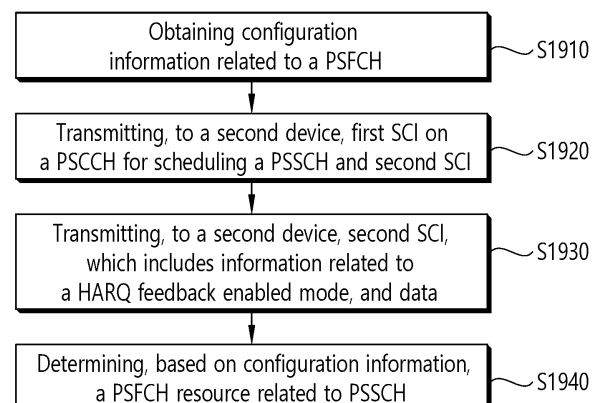 Obtaining configuration
information related to a PSFCH
S1910
Transmitting, to a second device, first SCI on
a PSCCH for scheduling a PSSCH and second SCI
S1920
Transmitting, to a second device, second SCI,
which includes information related to
a HARQ feedback enabled mode, and data
S1930
Determining, based on configuration information,
a PSFCH resource related to PSSCH
S1940